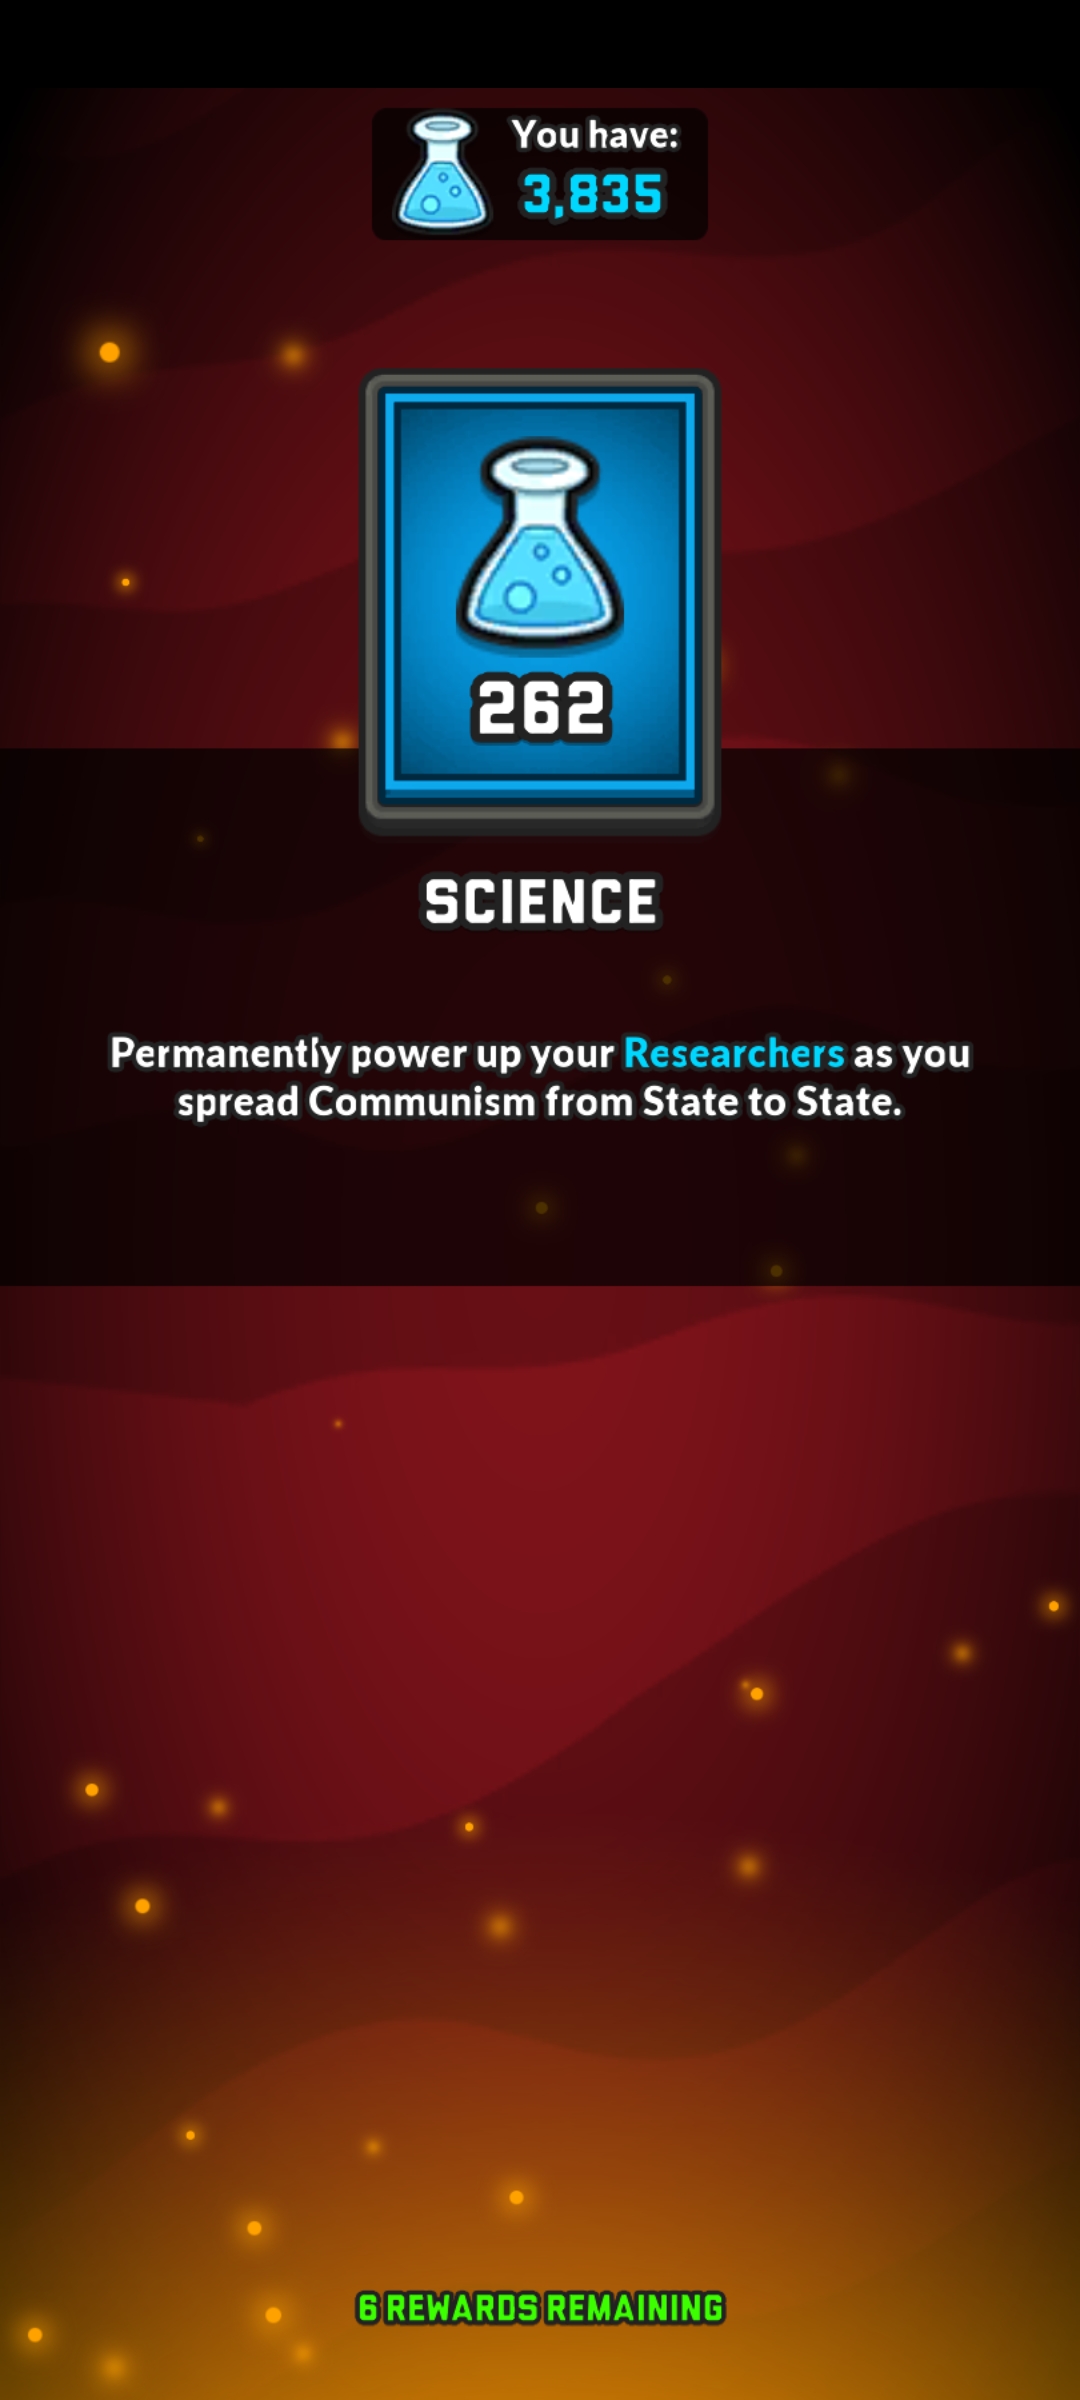 You have:
3,835
262
SCIENCE
Permanently power up your Researchers as you
spread Communism from State to State.
6 REWARDS REMAINING